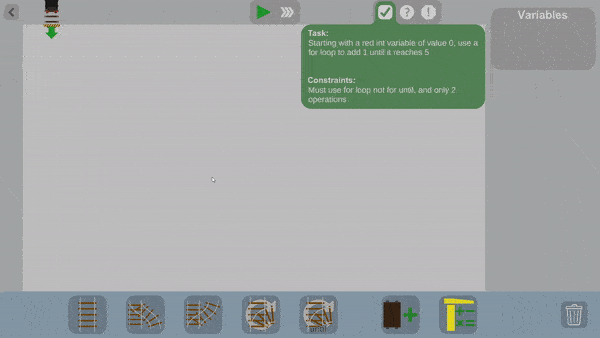 Variables
Task:
Starting with a red int variable of value 0, use a
for loop to add 1 until it reaches 5
Constraints:
Must use for loop not for until, and only 2
operations